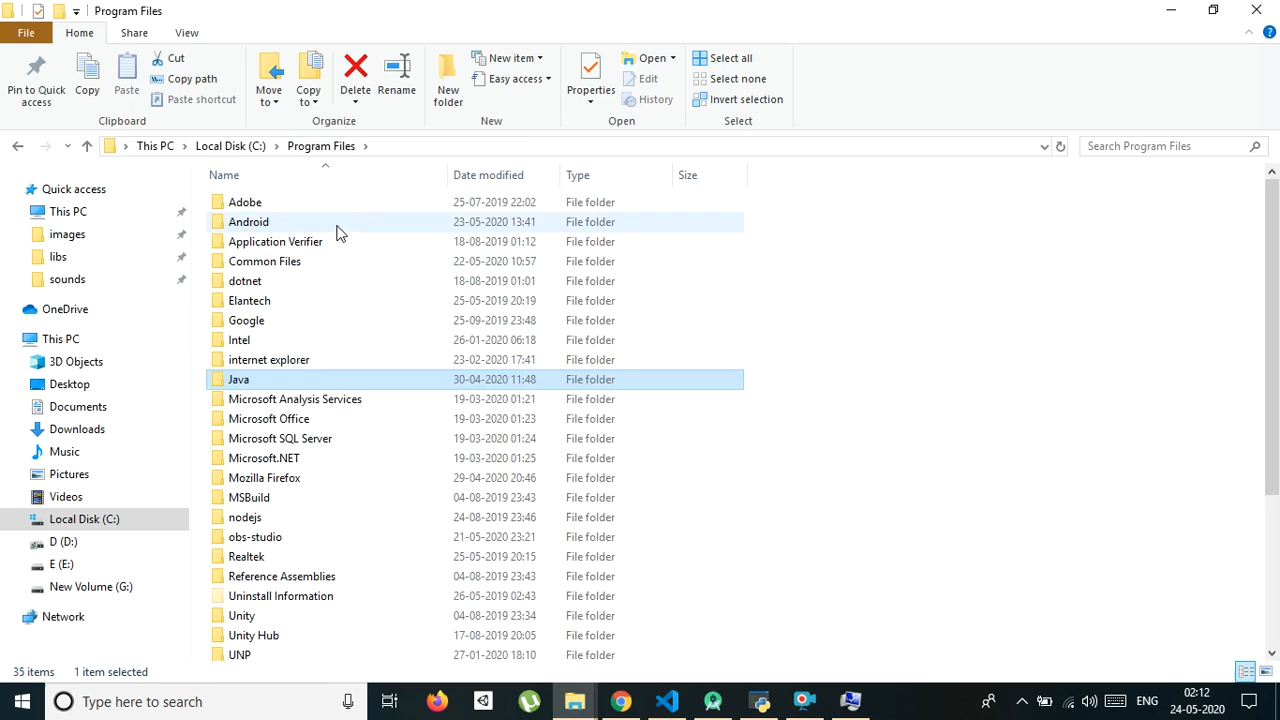 Program Files
File Home Share View
Pin to Quick access
Copy
Paste
Cut
Copy path
Paste shortcut
Move to
Copy to
Delete
Rename
New folder
New item
Easy access
Properties
Open
Edit
History
Select all
Select none
Invert selection
Clipboard Organize New Open Select
This PC Local Disk (C:) Program Files
Search Program Files
Name Date modified Type Size
Quick access
This PC
images
libs
sounds
OneDrive
This PC
3D Objects
Desktop
Documents
Downloads
Music
Pictures
Videos
Local Disk (C:)
D (D:)
E (E:)
New Volume (G:)
Network
Adobe 25-07-2019 22:02 File folder
Android 23-05-2020 13:41 File folder
Application Verifier 18-08-2019 01:12 File folder
Common Files 22-05-2020 10:57 File folder
dotnet 18-08-2019 01:01 File folder
Elantech 25-05-2019 20:19 File folder
Google 25-09-2019 23:48 File folder
Intel 26-01-2020 06:18 File folder
internet explorer 23-02-2020 17:41 File folder
Java 30-04-2020 11:48 File folder
Microsoft Analysis Services 19-03-2020 01:21 File folder
Microsoft Office 19-03-2020 01:23 File folder
Microsoft SQL Server 19-03-2020 01:24 File folder
Microsoft.NET 19-03-2020 01:25 File folder
Mozilla Firefox 29-04-2020 20:46 File folder
MSBuild 04-08-2019 23:43 File folder
nodejs 24-08-2019 23:46 File folder
obs-studio 21-05-2020 23:21 File folder
Realtek 25-05-2019 20:15 File folder
Reference Assemblies 04-08-2019 23:43 File folder
Uninstall Information 26-05-2019 02:43 File folder
Unity 04-08-2019 23:34 File folder
Unity Hub 17-08-2019 20:05 File folder
UNP 27-01-2020 18:10 File folder
35 items 1 item selected
Type here to search
ENG
02:12
24-05-2020